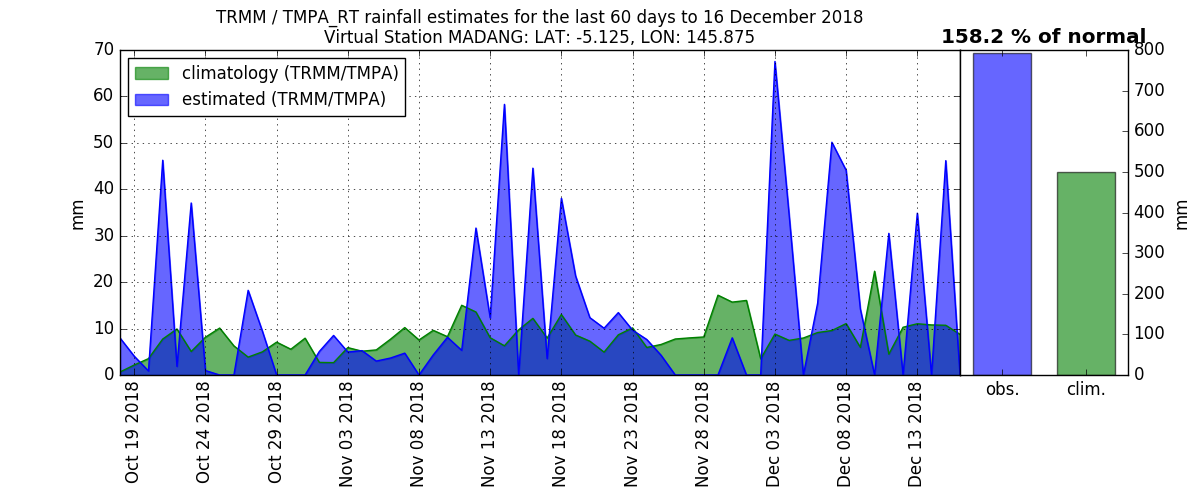 TRMM / TMPA_RT rainfall estimates for the last 60 days to 16 December 2018
Virtual Station MADANG: LAT: -5.125, LON: 145.875
158.2 % of normal
climatology (TRMM/TMPA)
estimated (TRMM/TMPA)
70
60
50
40
30
20
10
0
mm
800
700
600
500
400
300
200
100
0
mm
Oct 19 2018
Oct 24 2018
Oct 29 2018
Nov 03 2018
Nov 08 2018
Nov 13 2018
Nov 18 2018
Nov 23 2018
Nov 28 2018
Dec 03 2018
Dec 08 2018
Dec 13 2018
obs.
clim.